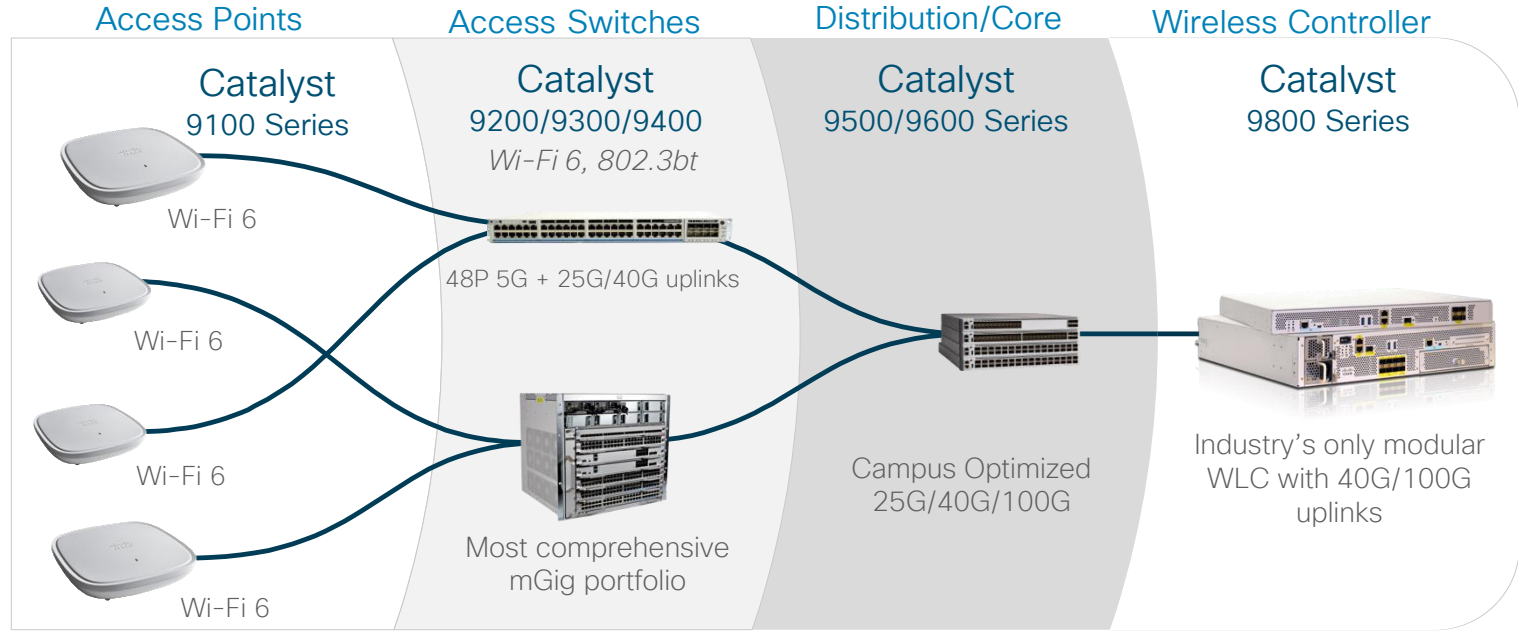 Access Points
Access Switches
Distribution/Core
Wireless Controller
Catalyst
9100 Series
Wi-Fi 6
Wi-Fi 6
Wi-Fi 6
Wi-Fi 6
Catalyst
9200/9300/9400
Wi-Fi 6, 802.3bt
48P 5G + 25G/40G uplinks
Most comprehensive
mGig portfolio
Catalyst
9500/9600 Series
Campus Optimized
25G/40G/100G
Catalyst
9800 Series
Industry's only modular
WLC with 40G/100G
uplinks